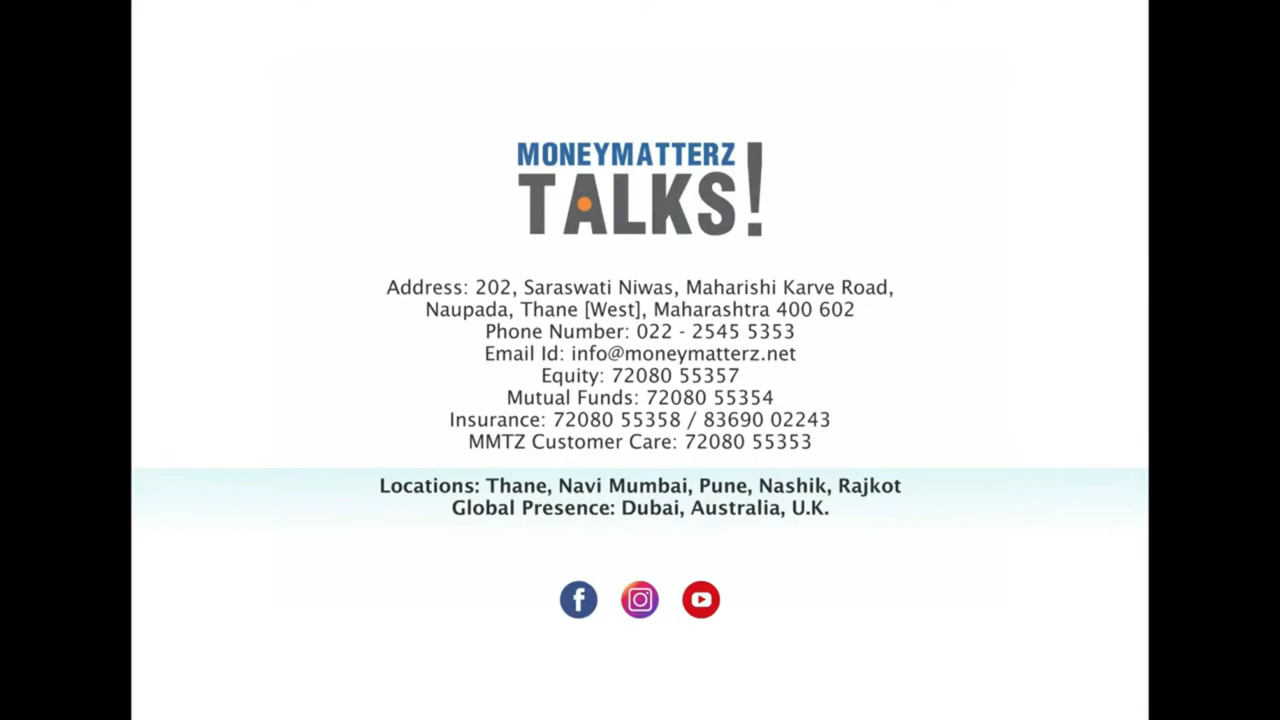 MONEYMATTERZ
TALKS!
Address: 202, Saraswati Niwas, Maharishi Karve Road,
Naupada, Thane [West], Maharashtra 400 602
Phone Number: 022 - 2545 5353
Email Id: info@moneymatterz.net
Equity: 72080 55357
Mutual Funds: 72080 55354
Insurance: 72080 55358 / 83690 02243
MMTZ Customer Care: 72080 55353
Locations: Thane, Navi Mumbai, Pune, Nashik, Rajkot
Global Presence: Dubai, Australia, U.K.